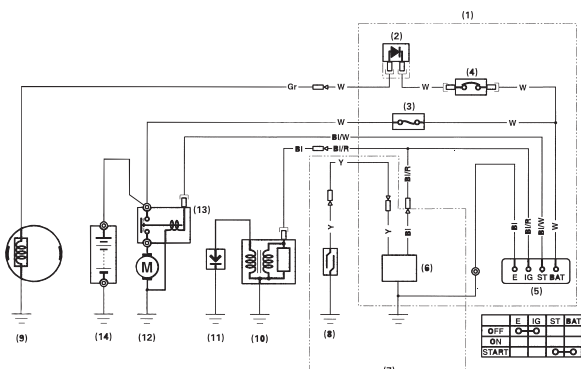 (1)
(2)
(4)
Gr W W W
(3)
W W
Bl/W
Bl Bl/R
Y
Bl/R
(13)
Y
Y
Bl
Bl
Bl/R
Bl/W
W
M
(6)
E IG ST BAT
(5)
(9)
(14)
(12)
(11)
(10)
(8)
E IG ST BAT
OFF
ON
START